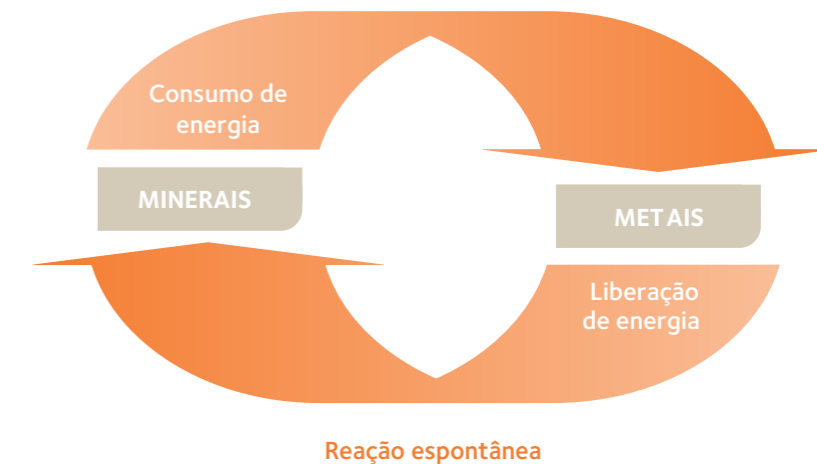 Consumo de
energia
MINERAIS
METAIS
Liberação
de energia
Reação espontânea